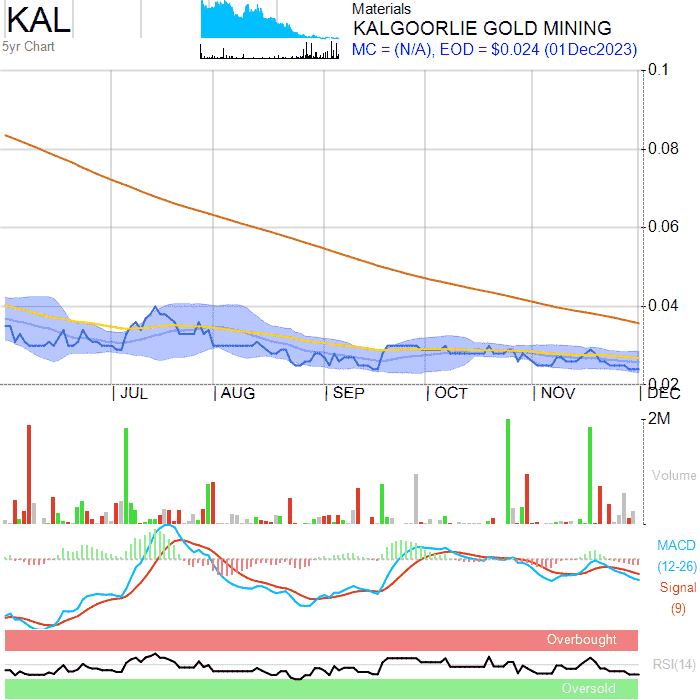 KAL
5yr Chart
Materials
KALGOORLIE GOLD MINING
MC = (N/A), EOD = $0.024 (01Dec2023)
0.1
0.08
0.06
0.04
0.02
JUL
AUG
SEP
OCT
NOV
DEC
2M
Volume
MACD
(12-26)
Signal
(9)
Overbought
RSI(14)
Oversold